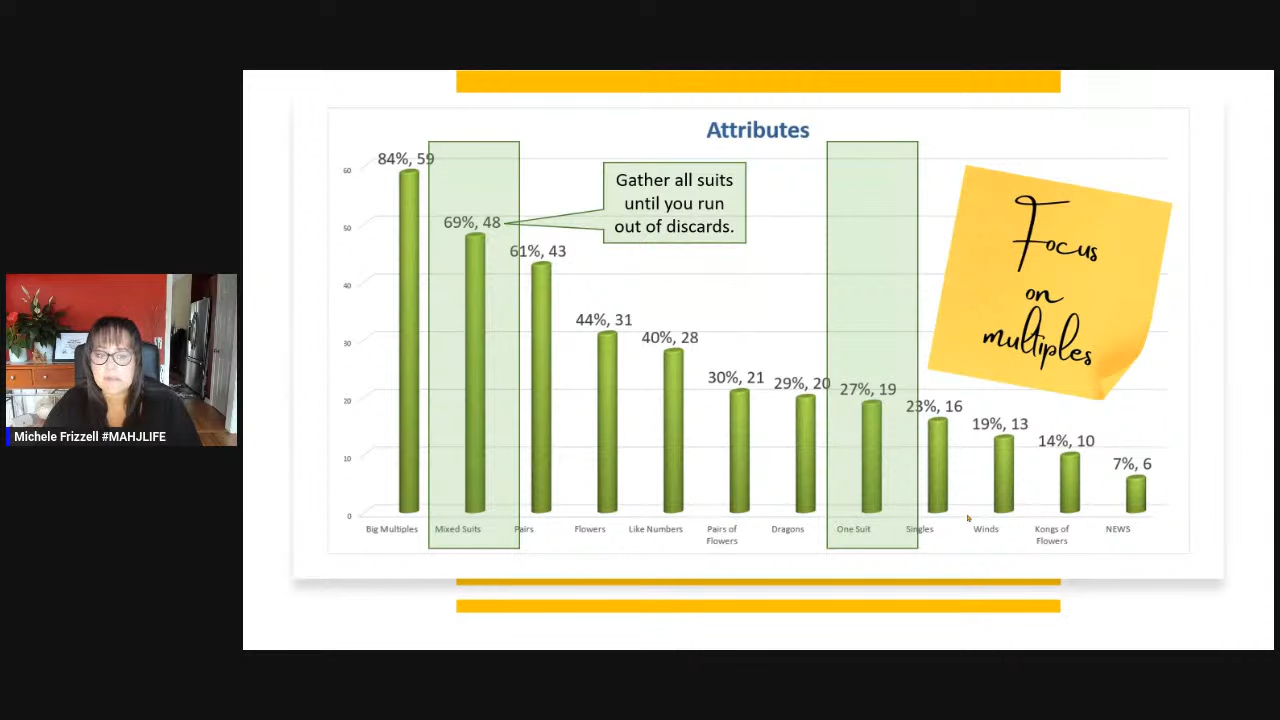 Attributes
84%, 59
69%, 48
61%, 43
44%, 31
40%, 28
30%, 21
29%, 20
27%, 19
23%, 16
19%, 13
14%, 10
7%, 6
Gather all suits
until you run
out of discards.
Focus
on
multiples
60
50
40
30
20
10
0
Big Multiples
Mixed Suits
Pairs
Flowers
Like Numbers
Pairs of
Flowers
Dragons
One Suit
Singles
Winds
Kongs of
Flowers
NEWS
Michele Frizzell #MAHJLIFE